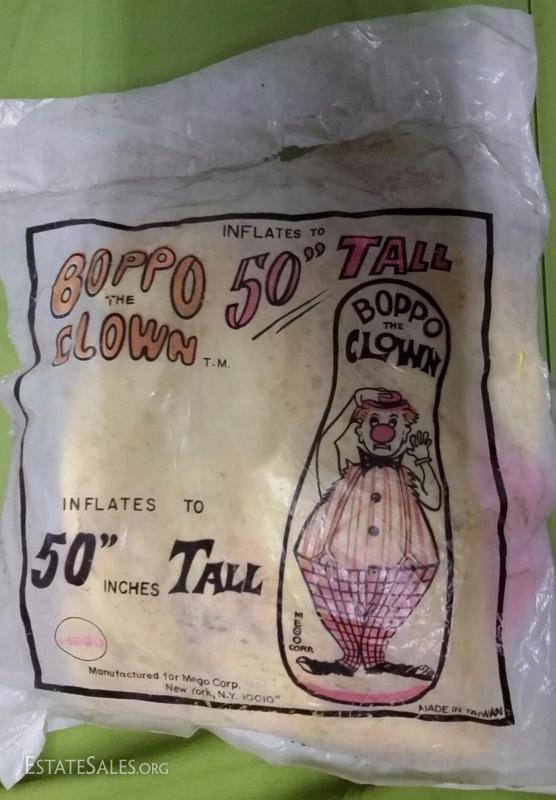 INFLATES TO
50" TALL
BOPPO
THE
CLOWN T.M.
BOPPO
THE
CLOWN
INFLATES TO
50" INCHES TALL
MEGO
CORP.
MEGO
Manufactured for Mego Corp.
New York, N.Y. 10010"
MADE IN TAIWAN
ESTATESALES.ORG